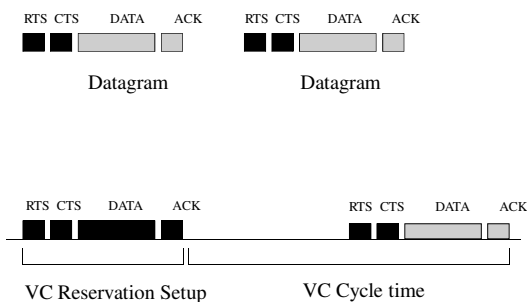 RTS CTS DATA ACK RTS CTS DATA ACK
Datagram Datagram
RTS CTS DATA ACK RTS CTS DATA ACK
VC Reservation Setup VC Cycle time